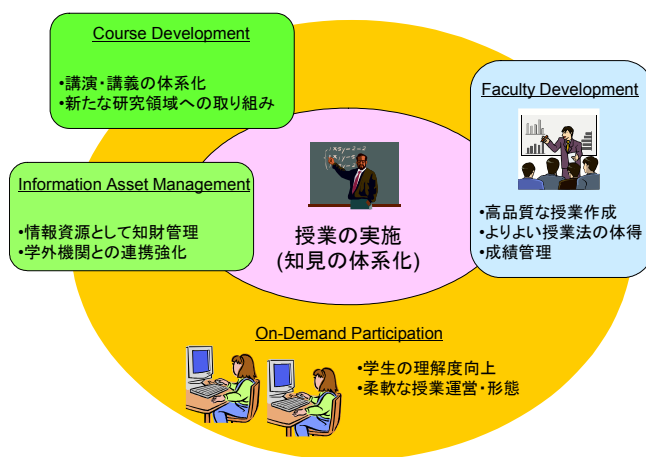 Course Development
•講演・講義の体系化
•新たな研究領域への取り組み
Faculty Development
•高品質な授業作成
•よりよい授業法の体得
•成績管理
Information Asset Management
•情報資源として知財管理
•学外機関との連携強化
授業の実施
(知見の体系化)
On-Demand Participation
•学生の理解度向上
•柔軟な授業運営・形態